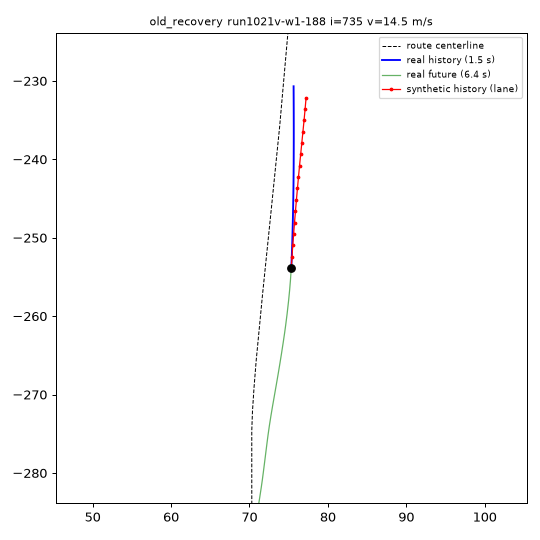 old_recovery run1021v-w1-188 i=735 v=14.5 m/s
route centerline
real history (1.5 s)
real future (6.4 s)
synthetic history (lane)
−230
−240
−250
−260
−270
−280
50 60 70 80 90 100